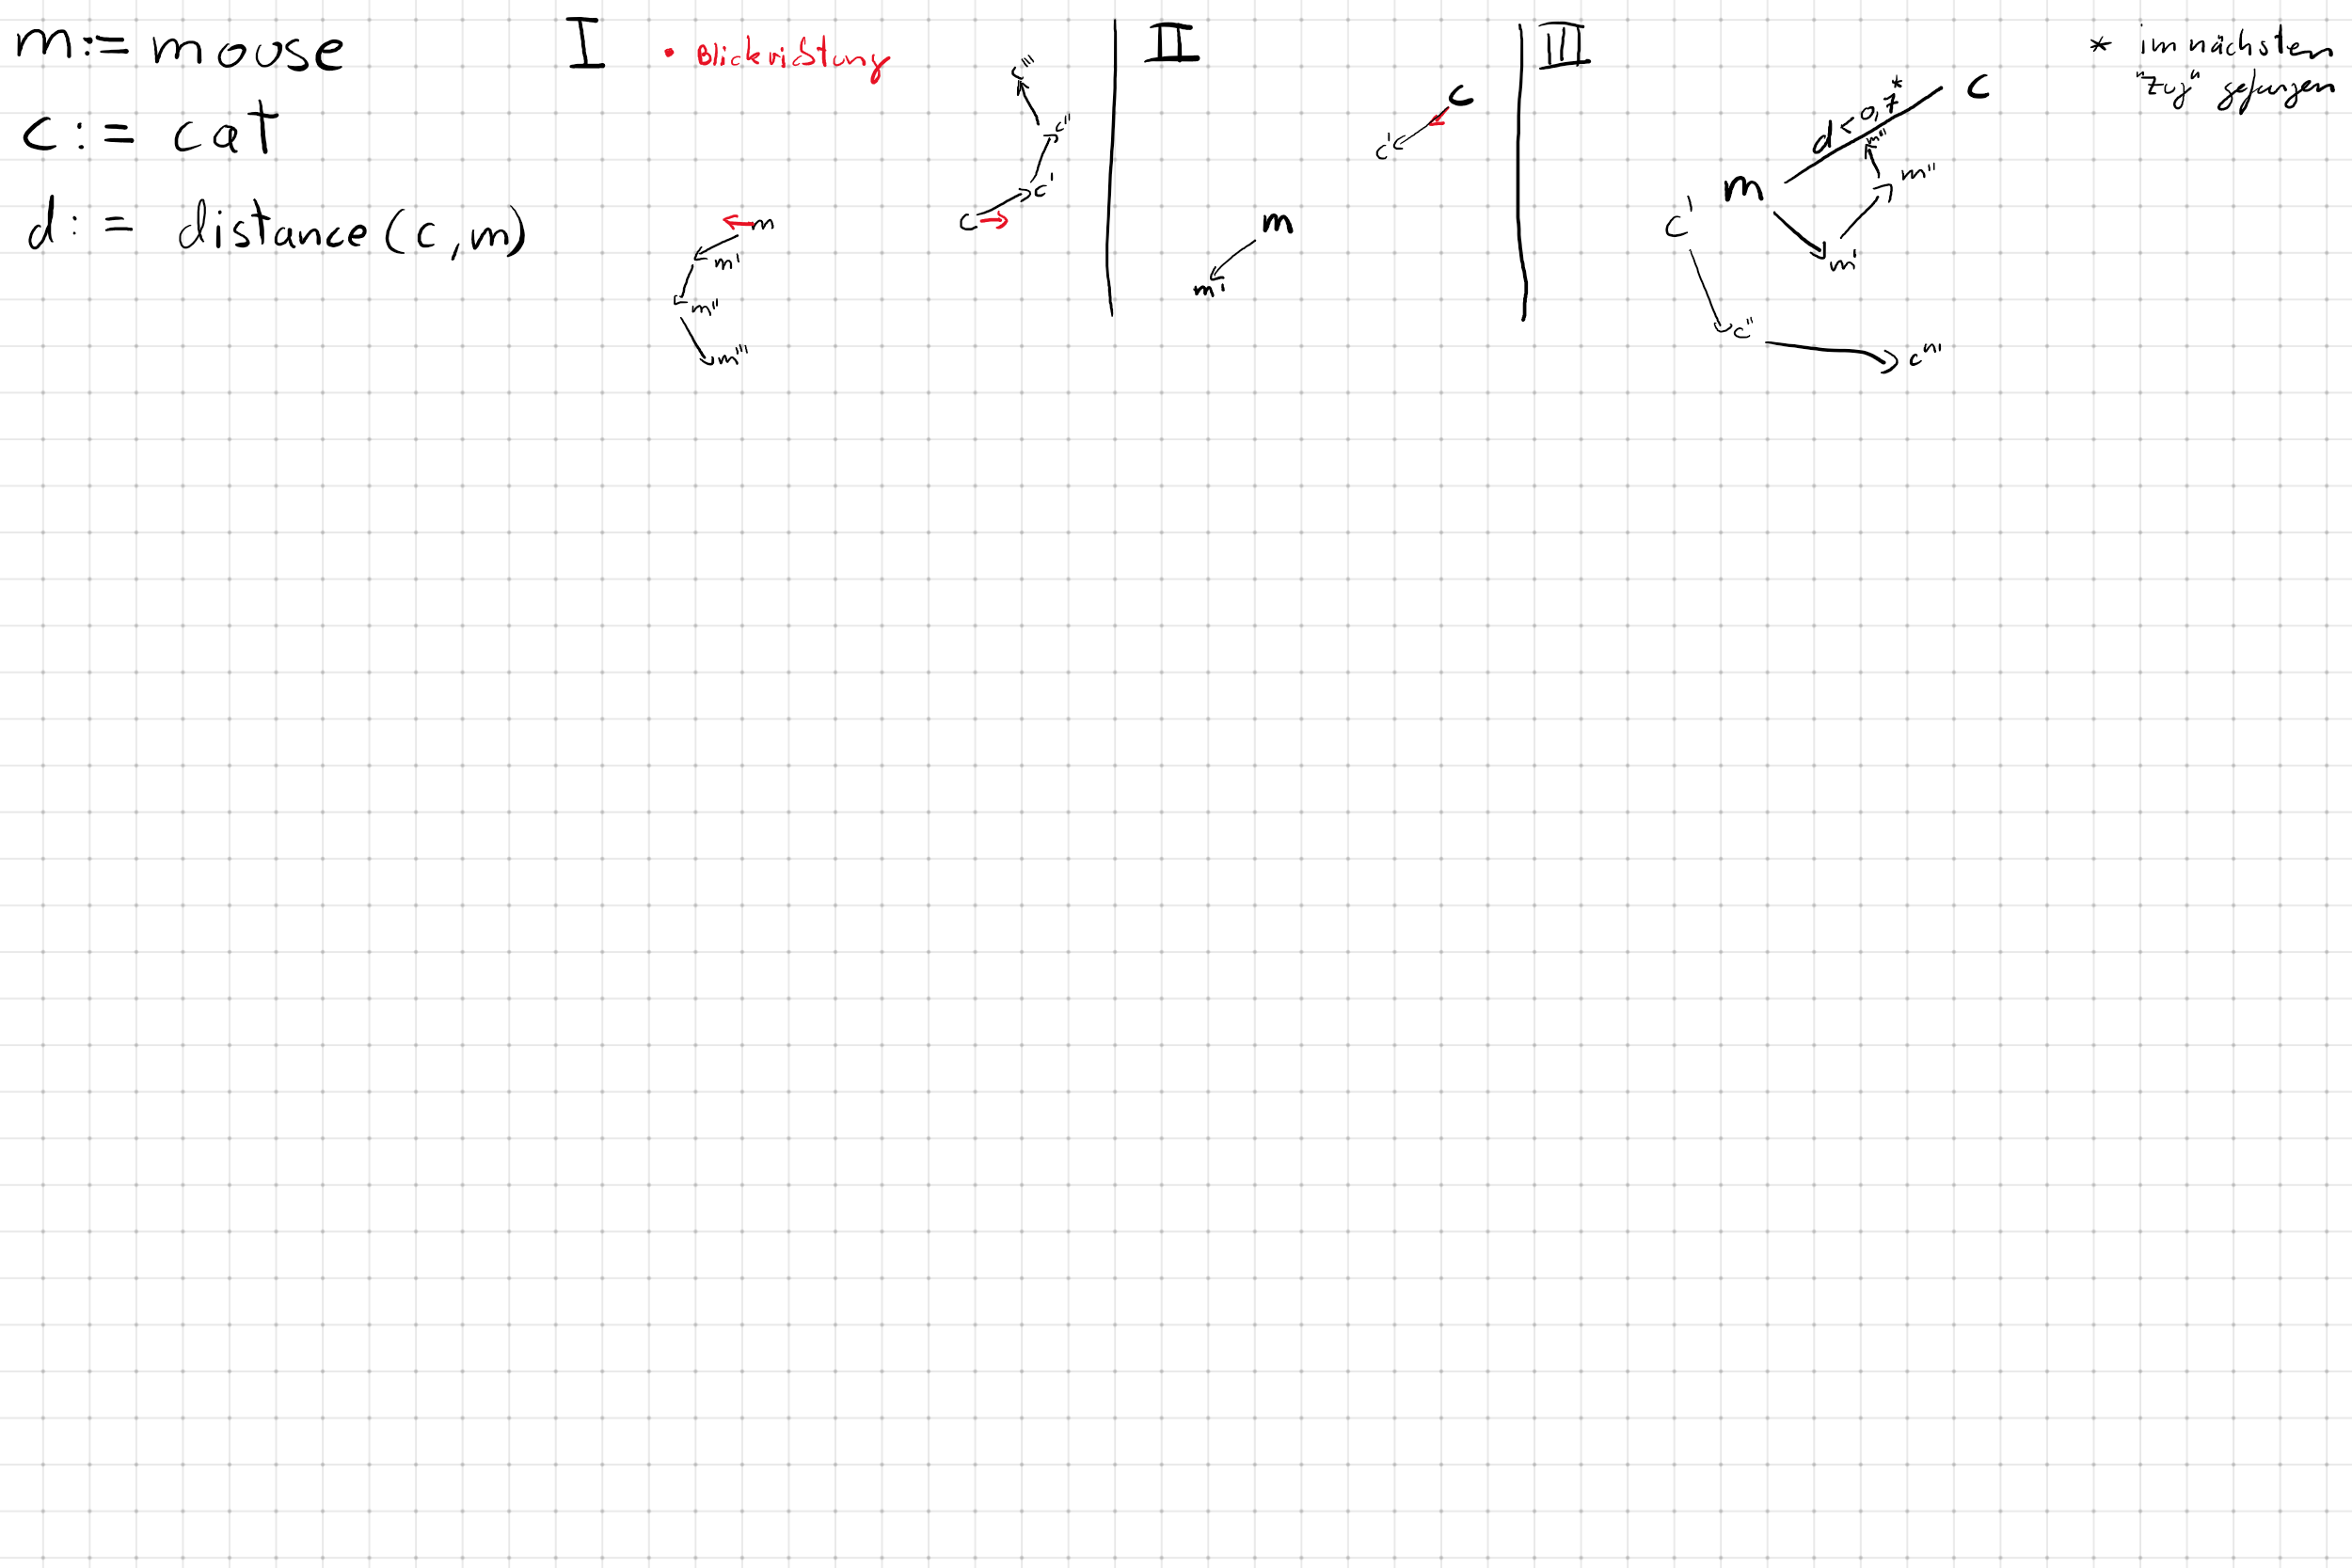 m:= mouse
c:= cat
d:= distance(c,m)
I
• Blickrichtung
c'''
c''
c'
c
m
m'
m''
m'''
II
c
c'
m
m'
III
c
d < 0,7*
m
m'''
m''
m'
c'
c''
c'''
* im nächsten
"Zug" gefangen